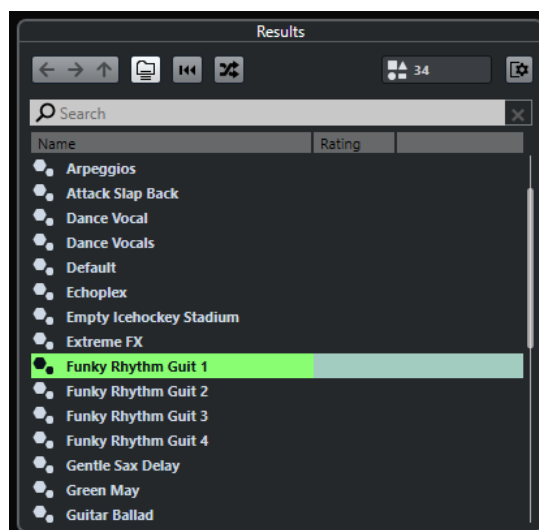 Results
34
Search
Name Rating
Arpeggios
Attack Slap Back
Dance Vocal
Dance Vocals
Default
Echoplex
Empty Icehockey Stadium
Extreme FX
Funky Rhythm Guit 1
Funky Rhythm Guit 2
Funky Rhythm Guit 3
Funky Rhythm Guit 4
Gentle Sax Delay
Green May
Guitar Ballad